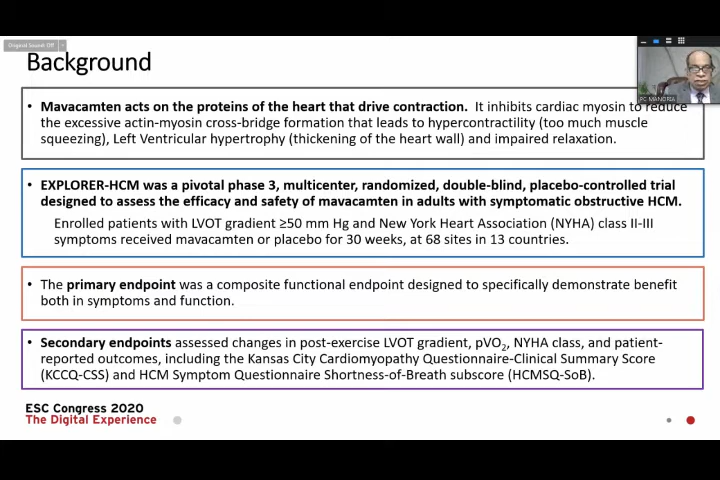 Original Sound: Off
Background
PC MANORIA
• Mavacamten acts on the proteins of the heart that drive contraction. It inhibits cardiac myosin to reduce
the excessive actin-myosin cross-bridge formation that leads to hypercontractility (too much muscle
squeezing), Left Ventricular hypertrophy (thickening of the heart wall) and impaired relaxation.
• EXPLORER-HCM was a pivotal phase 3, multicenter, randomized, double-blind, placebo-controlled trial
designed to assess the efficacy and safety of mavacamten in adults with symptomatic obstructive HCM.
Enrolled patients with LVOT gradient ≥50 mm Hg and New York Heart Association (NYHA) class II-III
symptoms received mavacamten or placebo for 30 weeks, at 68 sites in 13 countries.
• The primary endpoint was a composite functional endpoint designed to specifically demonstrate benefit
both in symptoms and function.
• Secondary endpoints assessed changes in post-exercise LVOT gradient, pVO₂, NYHA class, and patient-
reported outcomes, including the Kansas City Cardiomyopathy Questionnaire-Clinical Summary Score
(KCCQ-CSS) and HCM Symptom Questionnaire Shortness-of-Breath subscore (HCMSQ-SoB).
ESC Congress 2020
The Digital Experience